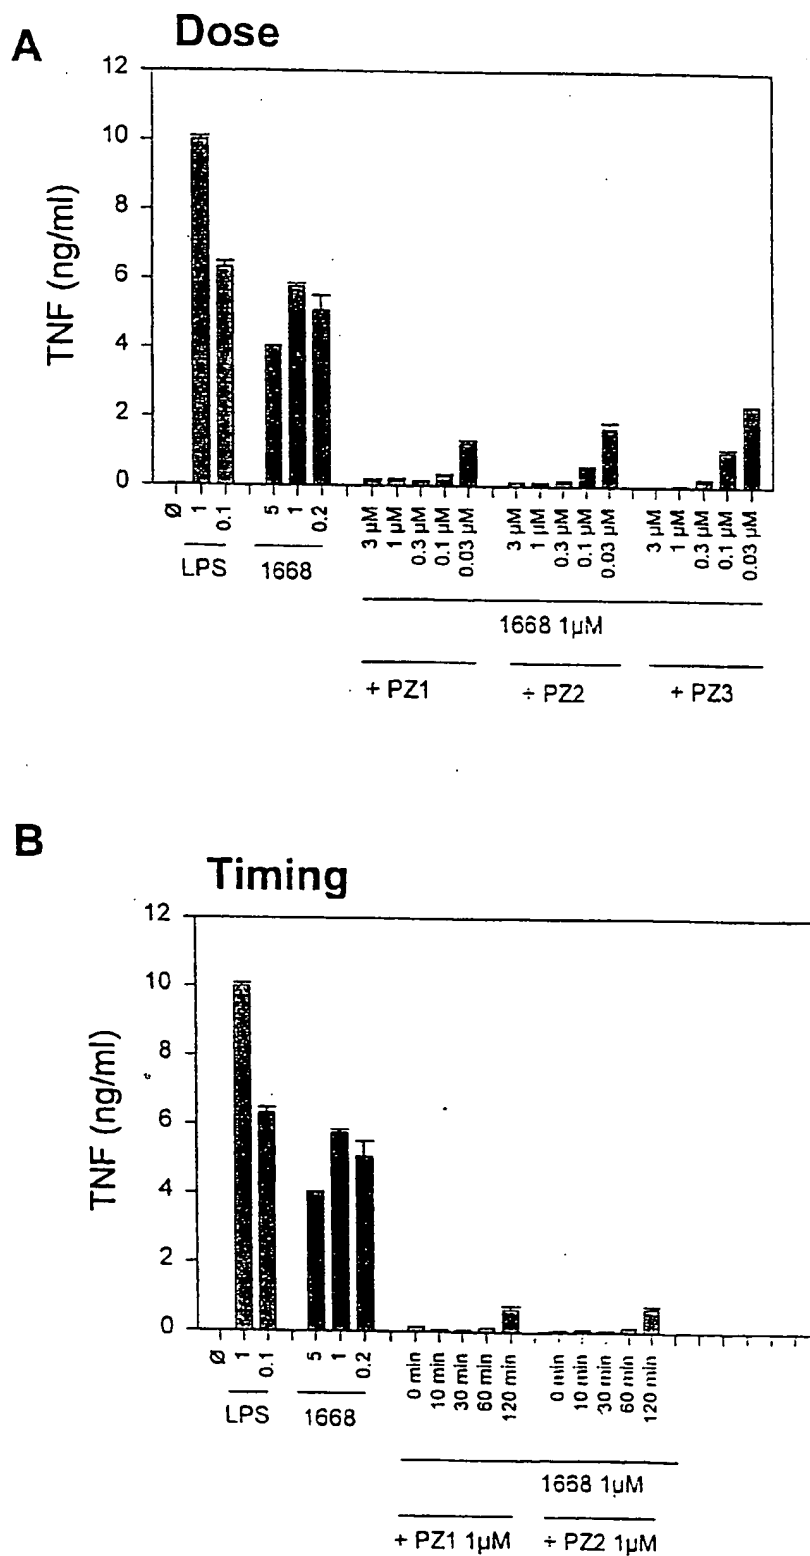 A
Dose
12
10
8
6
4
2
0
TNF (ng/ml)
Ø 1 0.1 5 1 0.2 3 µM 1 µM 0.3 µM 0.1 µM 0.03 µM 3 µM 1 µM 0.3 µM 0.1 µM 0.03 µM 3 µM 1 µM 0.3 µM 0.1 µM 0.03 µM
LPS 1668
1668 1µM
+ PZ1 + PZ2 + PZ3
B
Timing
12
10
8
6
4
2
0
TNF (ng/ml)
Ø 1 0.1 5 1 0.2 0 min 10 min 30 min 60 min 120 min 0 min 10 min 30 min 60 min 120 min
LPS 1668
1668 1µM
+ PZ1 1µM + PZ2 1µM